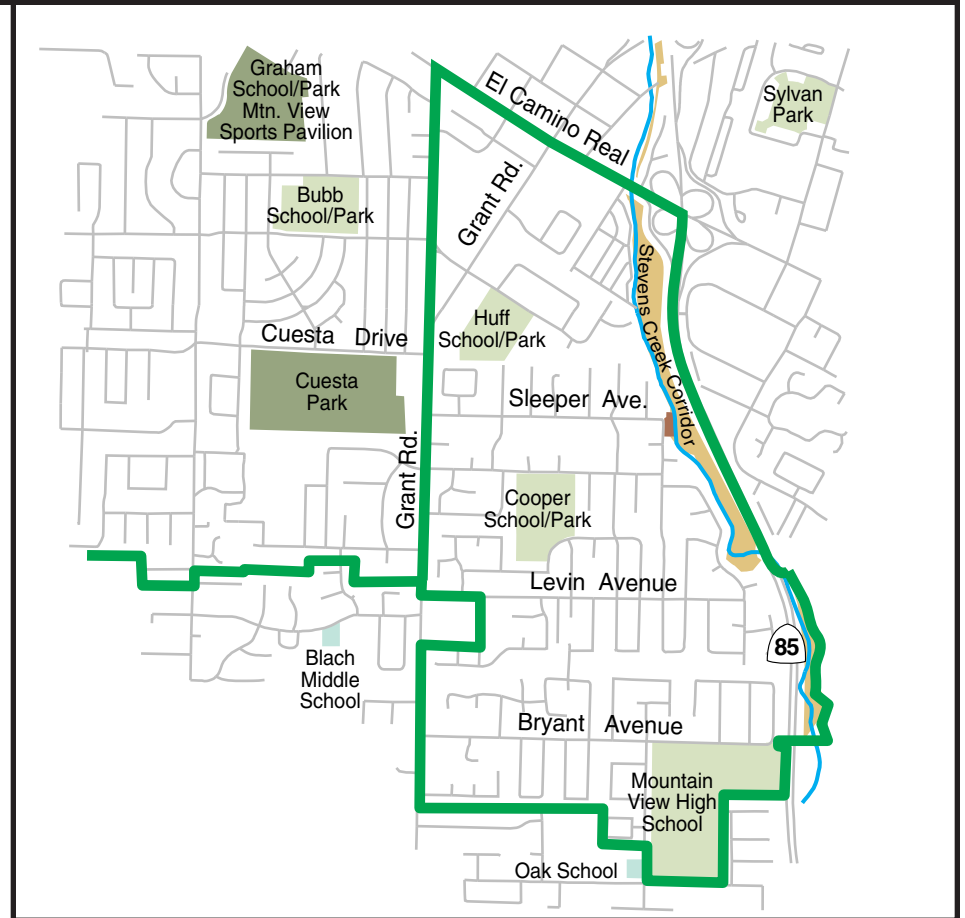 Graham
School/Park
Mtn. View
Sports Pavilion
El Camino Real
Sylvan
Park
Bubb
School/Park
Grant Rd.
Stevens Creek Corridor
Huff
School/Park
Cuesta Drive
Cuesta
Park
Sleeper Ave.
Grant Rd.
Cooper
School/Park
Levin Avenue
85
Blach
Middle
School
Bryant Avenue
Mountain
View High
School
Oak School